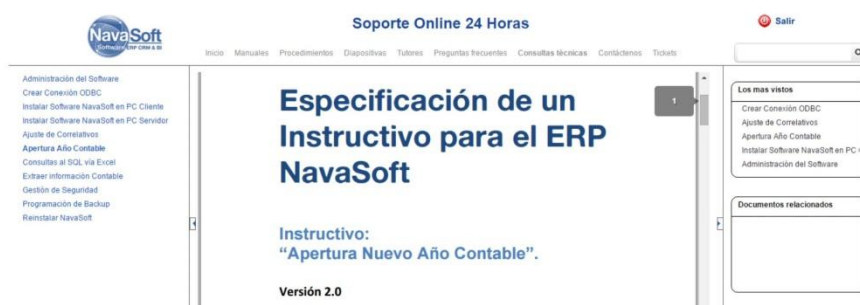 NavaSoft
Software ERP CRM & BI
Soporte Online 24 Horas
Salir
Inicio Manuales Procedimientos Diapositivas Tutores Preguntas frecuentes Consultas técnicas Contáctenos Tickets
Administración del Software
Crear Conexión ODBC
Instalar Software NavaSoft en PC Cliente
Instalar Software NavaSoft en PC Servidor
Ajuste de Correlativos
Apertura Año Contable
Consultas al SQL vía Excel
Extraer información Contable
Gestión de Seguridad
Programación de Backup
Reinstalar NavaSoft
Especificación de un
Instructivo para el ERP
NavaSoft
Instructivo:
“Apertura Nuevo Año Contable”.
Versión 2.0
1
Los mas vistos
Crear Conexión ODBC
Ajuste de Correlativos
Apertura Año Contable
Instalar Software NavaSoft en PC
Administración del Software
Documentos relacionados